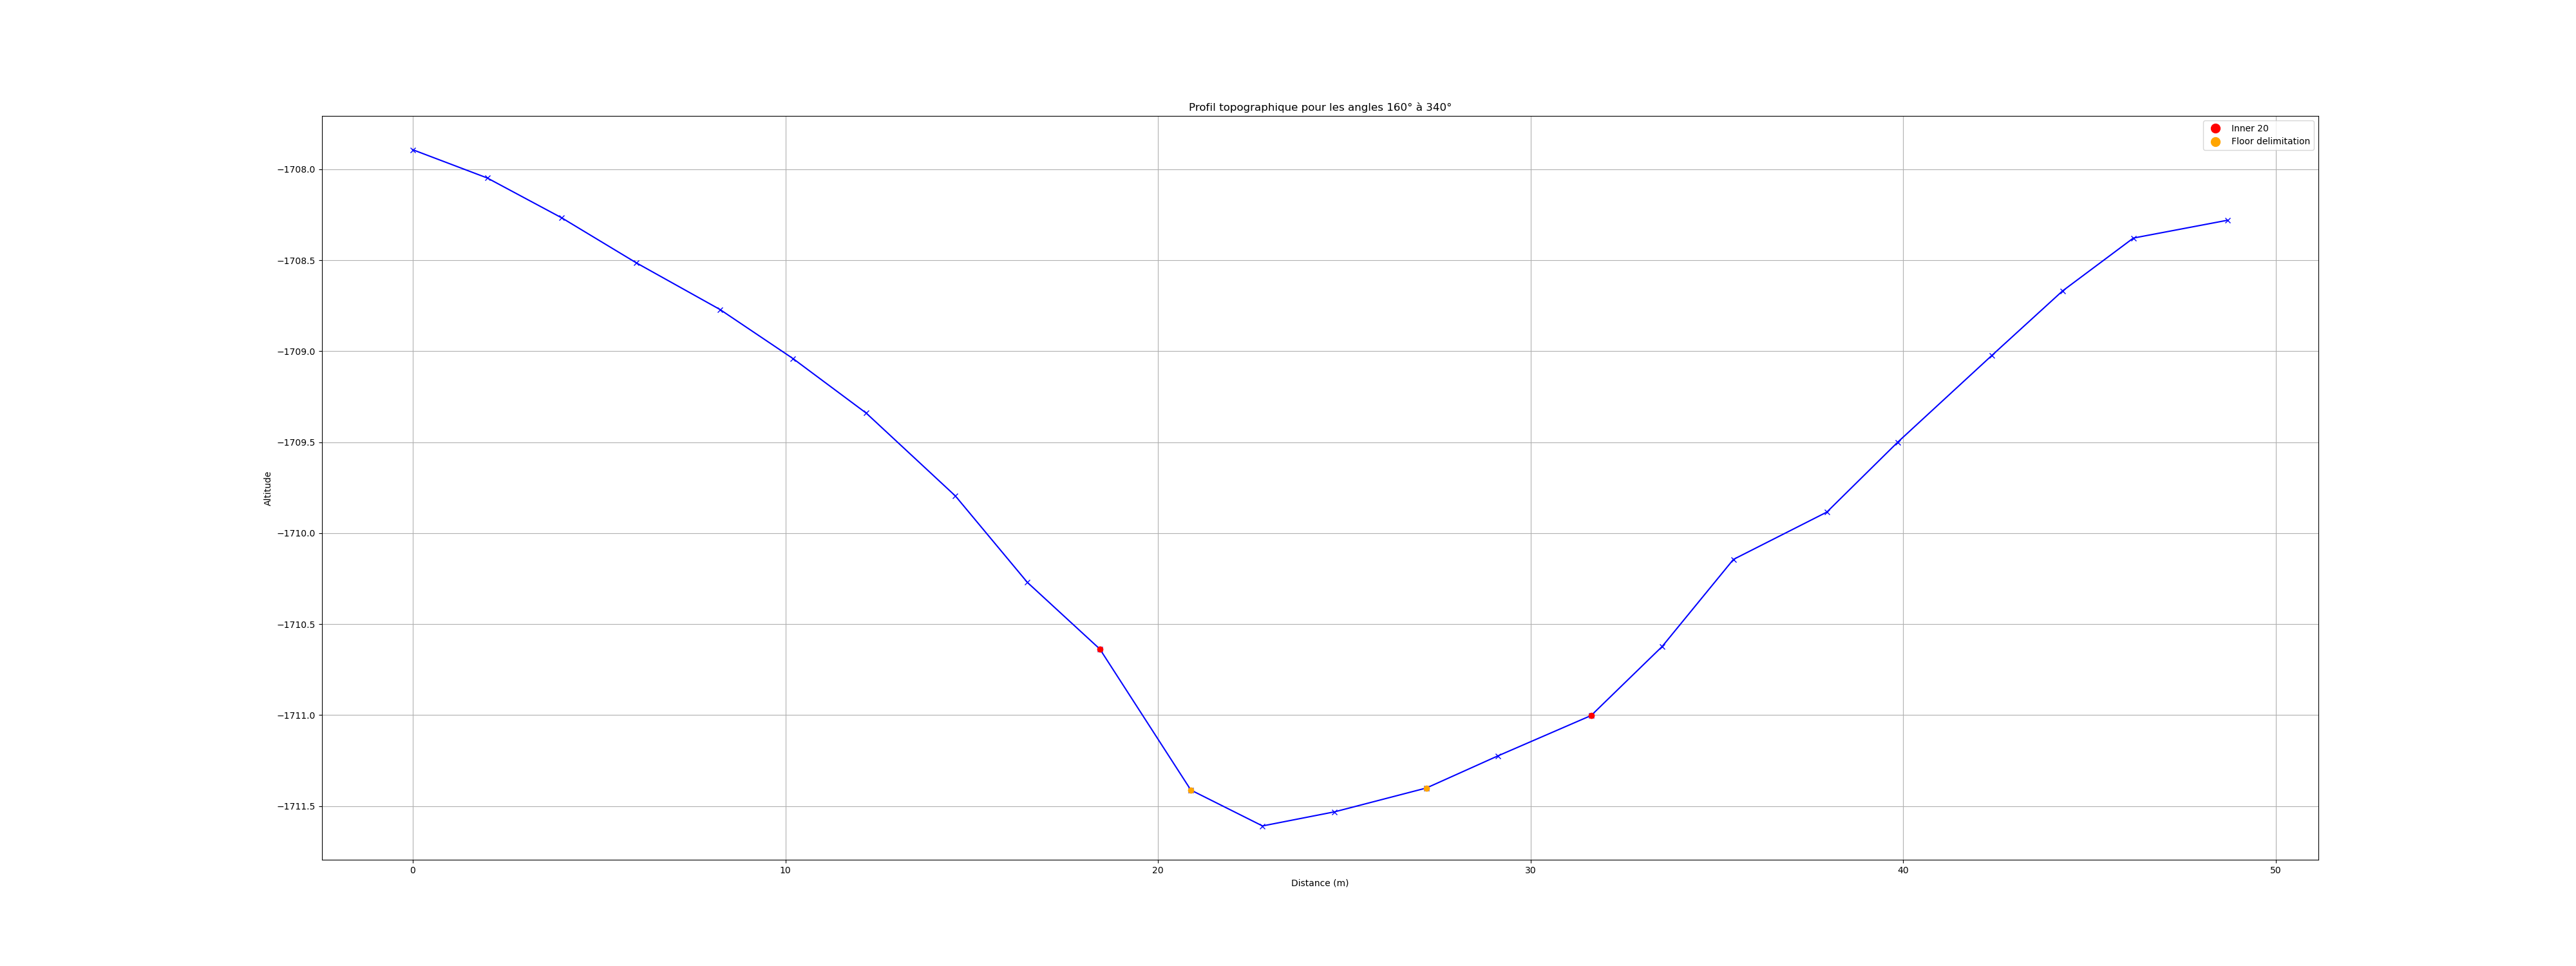 Profil topographique pour les angles 160° à 340°
Inner 20
Floor delimitation
−1708.0
−1708.5
−1709.0
−1709.5
−1710.0
−1710.5
−1711.0
−1711.5
Altitude
0 10 20 30 40 50
Distance (m)